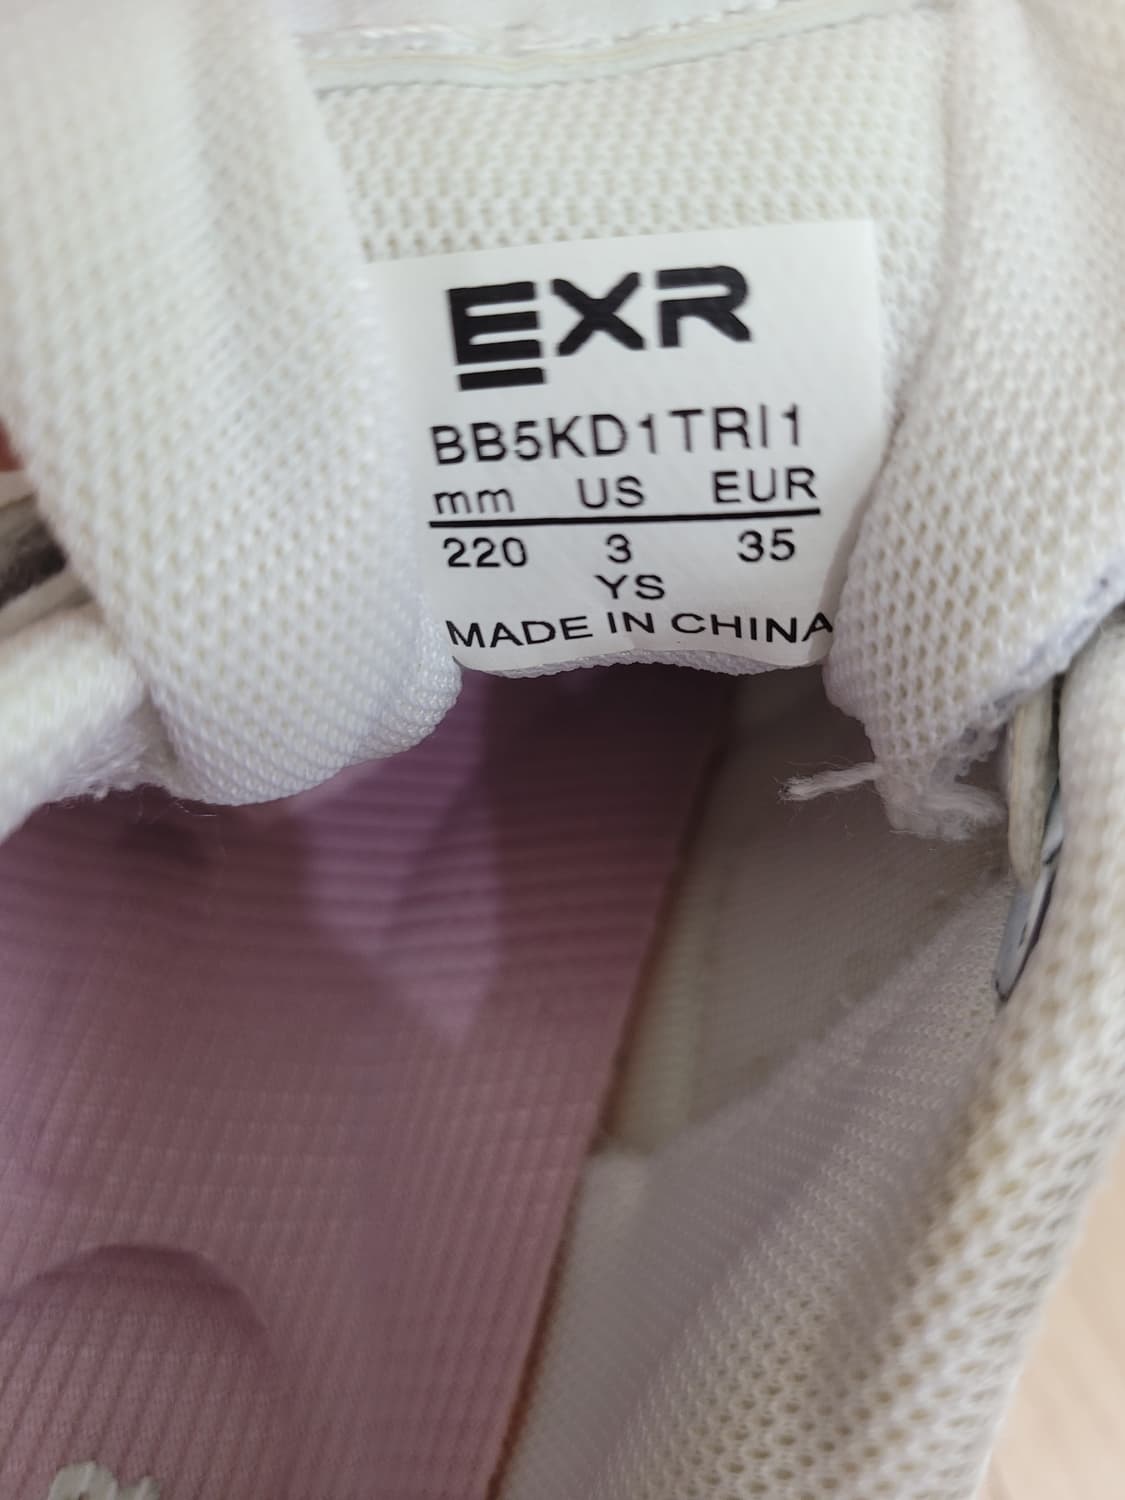 EXR
BB5KD1TRI1
mm US EUR
220 3 35
YS
MADE IN CHINA